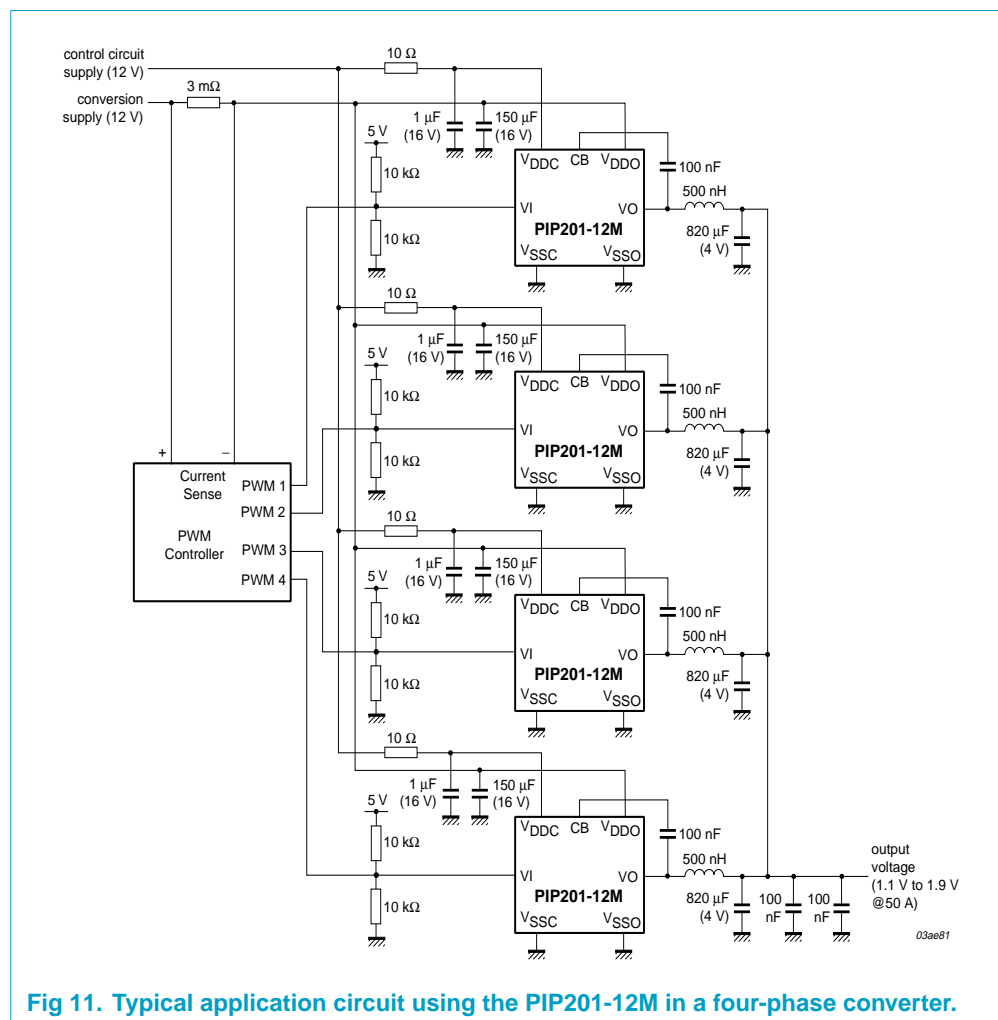 control circuit
supply (12 V)
10 Ω
conversion
supply (12 V)
3 mΩ
1 μF
(16 V)
150 μF
(16 V)
5 V
10 kΩ
10 kΩ
VDDC
CB
VDDO
VI
VO
PIP201-12M
VSSC
VSSO
100 nF
500 nH
820 μF
(4 V)
10 Ω
1 μF
(16 V)
150 μF
(16 V)
5 V
10 kΩ
10 kΩ
VDDC
CB
VDDO
VI
VO
PIP201-12M
VSSC
VSSO
100 nF
500 nH
820 μF
(4 V)
+
−
Current
Sense
PWM
Controller
PWM 1
PWM 2
PWM 3
PWM 4
10 Ω
1 μF
(16 V)
150 μF
(16 V)
5 V
10 kΩ
10 kΩ
VDDC
CB
VDDO
VI
VO
PIP201-12M
VSSC
VSSO
100 nF
500 nH
820 μF
(4 V)
10 Ω
1 μF
(16 V)
150 μF
(16 V)
5 V
10 kΩ
10 kΩ
VDDC
CB
VDDO
VI
VO
PIP201-12M
VSSC
VSSO
100 nF
500 nH
820 μF
(4 V)
100
nF
100
nF
output
voltage
(1.1 V to 1.9 V
@50 A)
03ae81
Fig 11. Typical application circuit using the PIP201-12M in a four-phase converter.